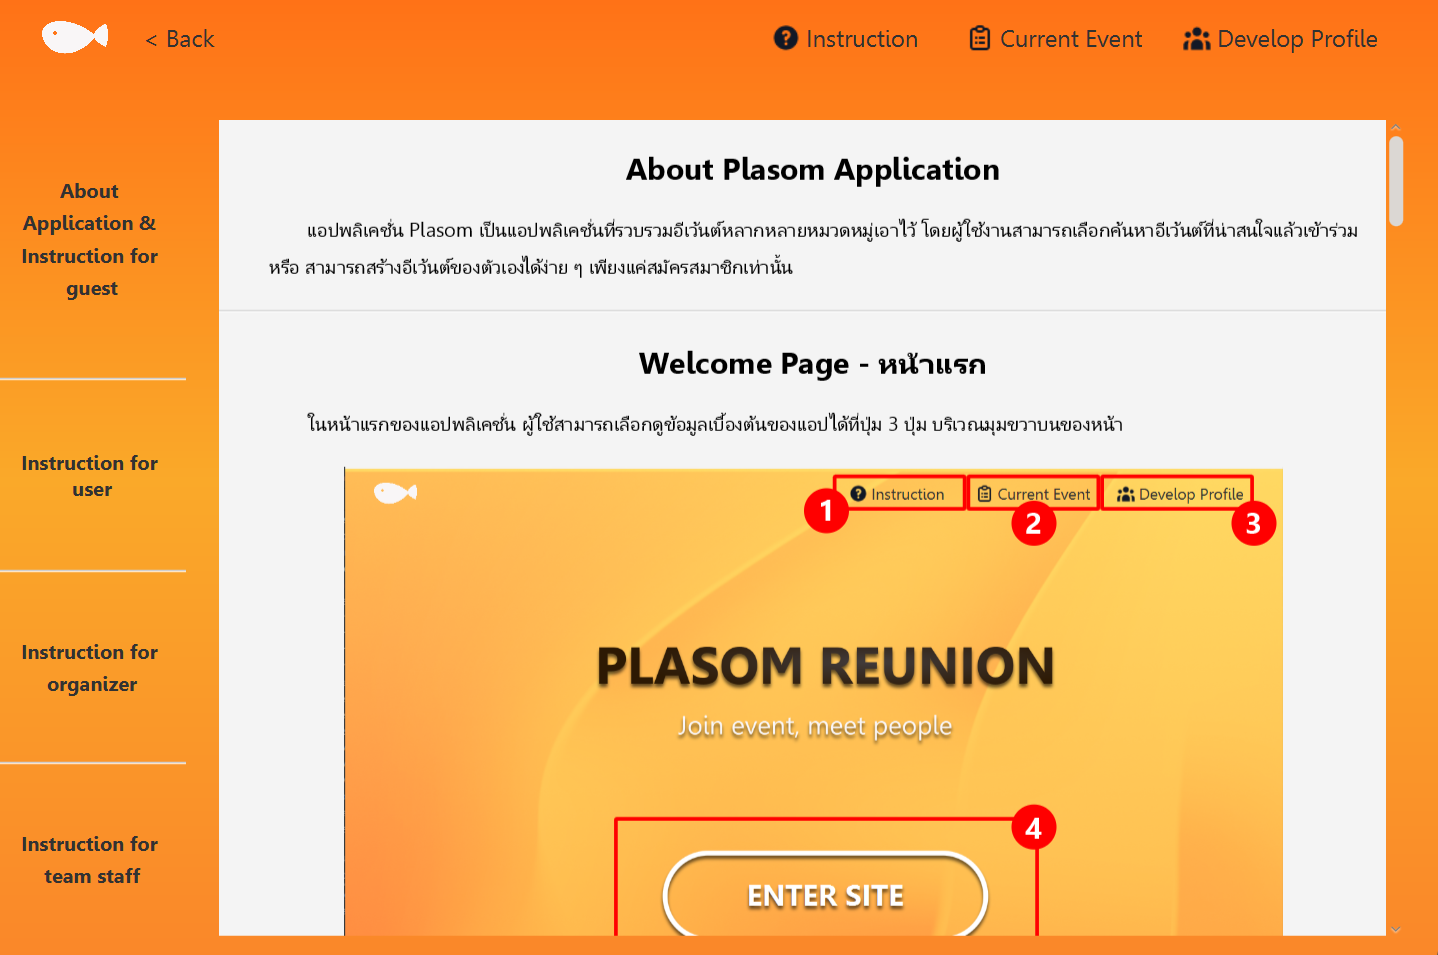 < Back
Instruction
Current Event
Develop Profile
About
Application &
Instruction for
guest
Instruction for
user
Instruction for
organizer
Instruction for
team staff
About Plasom Application
แอปพลิเคชั่น Plasom เป็นแอปพลิเคชั่นที่รวบรวมอีเว้นต์หลากหลายหมวดหมู่เอาไว้ โดยผู้ใช้งานสามารถเลือกค้นหาอีเว้นต์ที่น่าสนใจแล้วเข้าร่วม
หรือ สามารถสร้างอีเว้นต์ของตัวเองได้ง่าย ๆ เพียงแค่สมัครสมาชิกเท่านั้น
Welcome Page - หน้าแรก
ในหน้าแรกของแอปพลิเคชั่น ผู้ใช้สามารถเลือกดูข้อมูลเบื้องต้นของแอปได้ที่ปุ่ม 3 ปุ่ม บริเวณมุมขวาบนของหน้า
Instruction
Current Event
Develop Profile
1
2
3
PLASOM REUNION
Join event, meet people
4
ENTER SITE